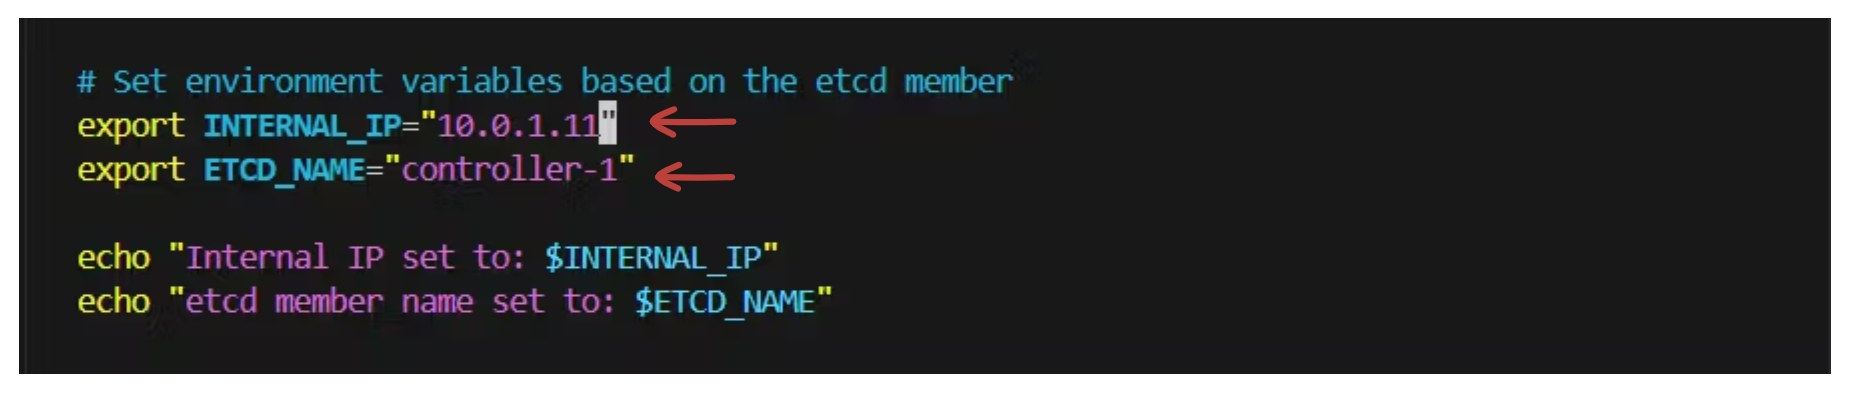 # Set environment variables based on the etcd member
export INTERNAL_IP="10.0.1.11"
export ETCD_NAME="controller-1"
echo "Internal IP set to: $INTERNAL_IP"
echo "etcd member name set to: $ETCD_NAME"